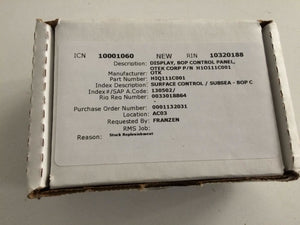 ICN 10001060 NEW RIN 10320188
Description: DISPLAY, BOP CONTROL PANEL,
OTEK CORP P/N H1O111C001
Manufacturer: OTK
Part Number: HIQ111C001
Index Description: SURFACE CONTROL / SUBSEA - BOP C
Index#/SAP A.Code: 130502/
Rio Req Number: 0033018864
Purchase Order Number: 0001132031
Location: AC03
Requested By: FRANZEN
RMS Job:
Reason: Stock Replenishment